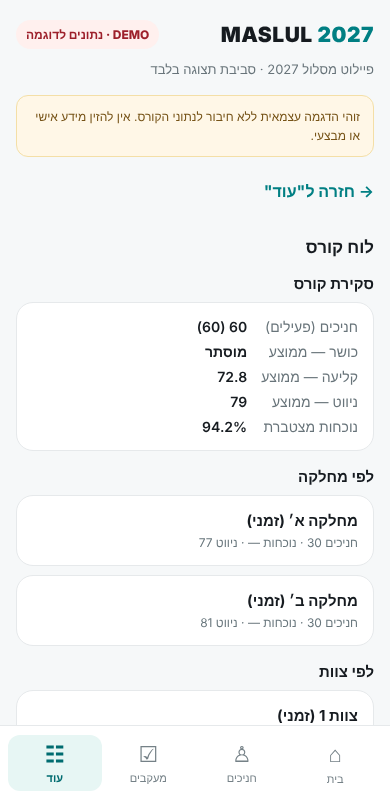 MASLUL 2027
DEMO · נתונים לדוגמה
פיילוט מסלול 2027 · סביבת תצוגה בלבד
זוהי הדגמה עצמאית ללא חיבור לנתוני הקורס. אין להזין מידע אישי
או מבצעי.
→ חזרה ל"עוד"
לוח קורס
סקירת קורס
חניכים (פעילים) 60 (60)
כושר — ממוצע מוסתר
קליעה — ממוצע 72.8
ניווט — ממוצע 79
נוכחות מצטברת 94.2%
לפי מחלקה
מחלקה א׳ (זמני)
חניכים 30 · נוכחות — · ניווט 77
מחלקה ב׳ (זמני)
חניכים 30 · נוכחות — · ניווט 81
לפי צוות
צוות 1 (זמני)
בית
חניכים
מעקבים
עוד